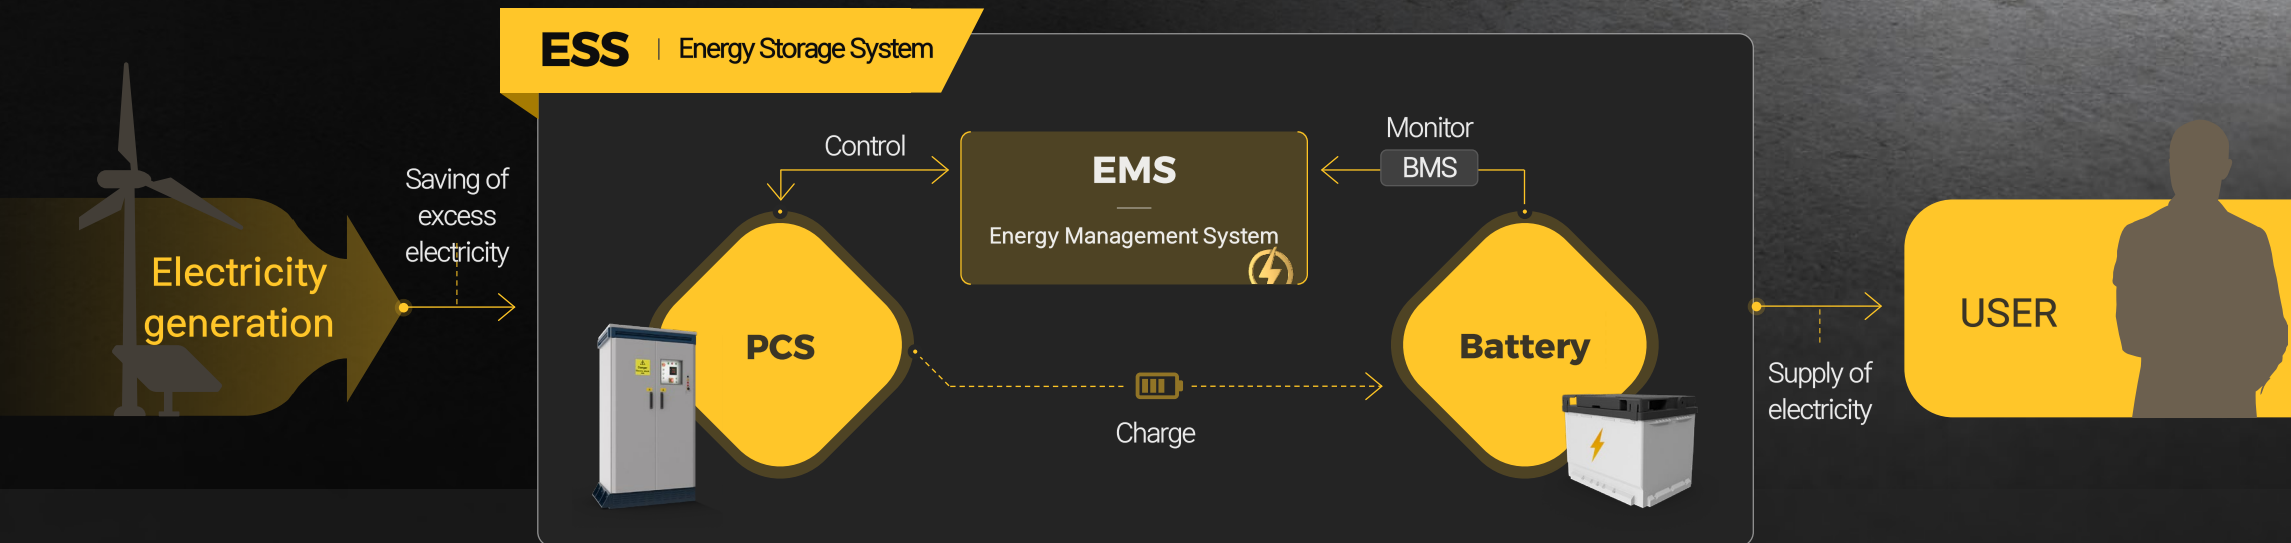 ESS | Energy Storage System
Electricity
generation
Saving of
excess
electricity
Control
EMS
Energy Management System
Monitor
BMS
PCS
Battery
Charge
Supply of
electricity
USER